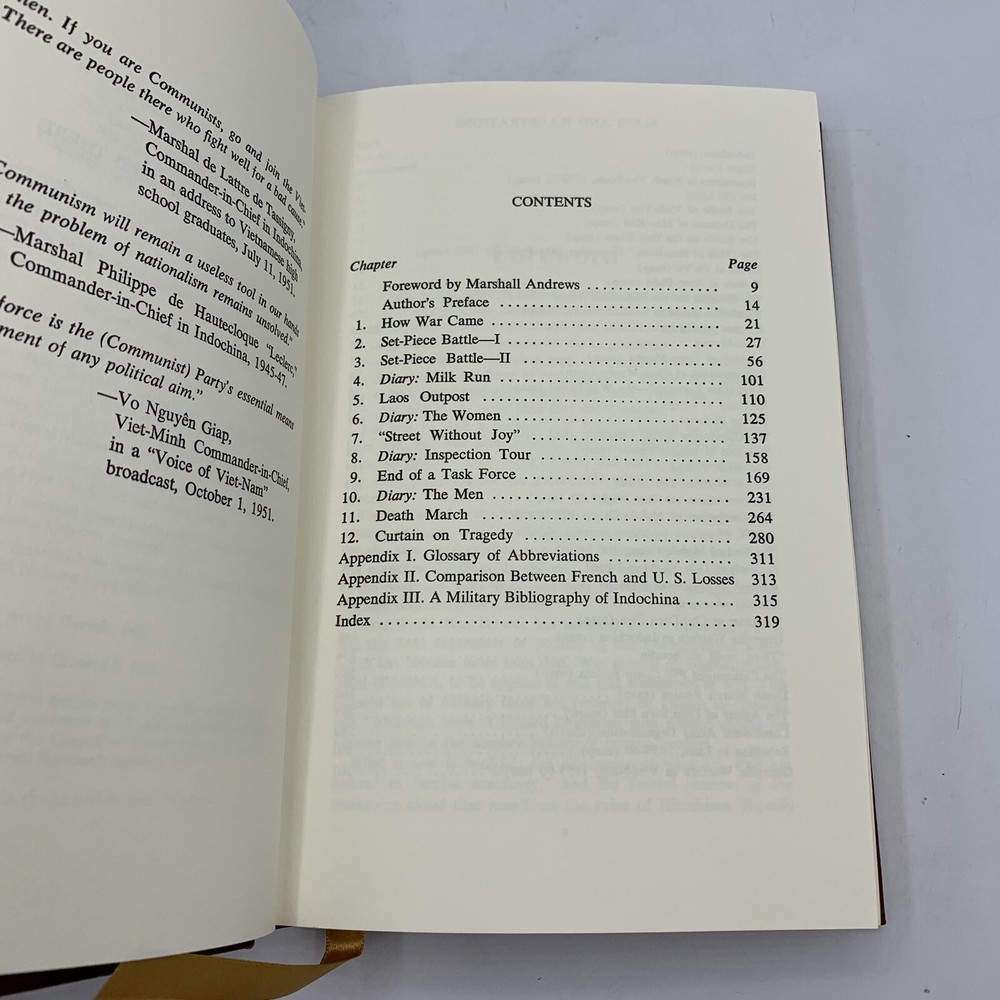 men. If you are Communists, go and join the Viet.
There are people there who fight well for a bad cause."
—Marshal de Lattre de Tassigny,
Commander-in-Chief in Indochina,
in an address to Vietnamese high
school graduates, July 11, 1951.
Communism will remain a useless tool in our hands
the problem of nationalism remains unsolved."
—Marshal Philippe de Hautecloque "Leclerc,"
Commander-in-Chief in Indochina, 1945-47.
force is the (Communist) Party's essential means
ment of any political aim."
—Vo Nguyên Giap,
Viet-Minh Commander-in-Chief,
in a "Voice of Viet-Nam"
broadcast, October 1, 1951.
CONTENTS
Chapter Page
Foreword by Marshall Andrews . . . . . . . . . . . . . . . . . . 9
Author's Preface . . . . . . . . . . . . . . . . . . . . . . . . . . . . . . 14
1. How War Came . . . . . . . . . . . . . . . . . . . . . . . . . . . . . . . 21
2. Set-Piece Battle—I . . . . . . . . . . . . . . . . . . . . . . . . . . . . . 27
3. Set-Piece Battle—II . . . . . . . . . . . . . . . . . . . . . . . . . . . 56
4. Diary: Milk Run . . . . . . . . . . . . . . . . . . . . . . . . . . . . . . 101
5. Laos Outpost . . . . . . . . . . . . . . . . . . . . . . . . . . . . . . . . 110
6. Diary: The Women . . . . . . . . . . . . . . . . . . . . . . . . . . . . . 125
7. "Street Without Joy" . . . . . . . . . . . . . . . . . . . . . . . . . . 137
8. Diary: Inspection Tour . . . . . . . . . . . . . . . . . . . . . . . . . 158
9. End of a Task Force . . . . . . . . . . . . . . . . . . . . . . . . . . . . 169
10. Diary: The Men . . . . . . . . . . . . . . . . . . . . . . . . . . . . . . . . 231
11. Death March . . . . . . . . . . . . . . . . . . . . . . . . . . . . . . . . . 264
12. Curtain on Tragedy . . . . . . . . . . . . . . . . . . . . . . . . . . . . 280
Appendix I. Glossary of Abbreviations . . . . . . . . . . . . . . . . . 311
Appendix II. Comparison Between French and U. S. Losses 313
Appendix III. A Military Bibliography of Indochina . . . . . . 315
Index . . . . . . . . . . . . . . . . . . . . . . . . . . . . . . . . . . . . . . . . . . . . . . . 319